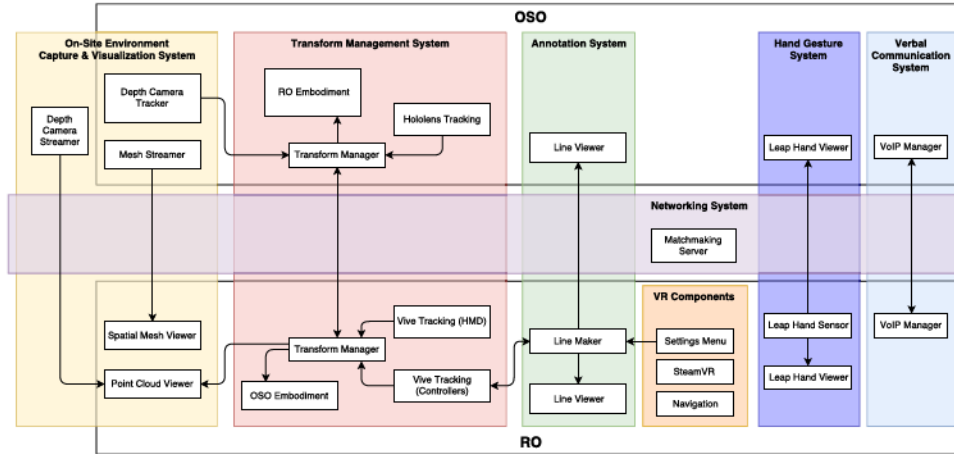 OSO
On-Site Environment
Capture & Visualization System
Transform Management System
Annotation System
Hand Gesture
System
Verbal
Communication
System
Depth Camera
Tracker
RO Embodiment
Depth
Camera
Streamer
Hololens Tracking
Mesh Streamer
Transform Manager
Line Viewer
Leap Hand Viewer
VoIP Manager
Networking System
Matchmaking
Server
VR Components
Spatial Mesh Viewer
Vive Tracking (HMD)
Transform Manager
Line Maker
Settings Menu
Leap Hand Sensor
VoIP Manager
Point Cloud Viewer
OSO Embodiment
Vive Tracking
(Controllers)
SteamVR
Leap Hand Viewer
Line Viewer
Navigation
RO